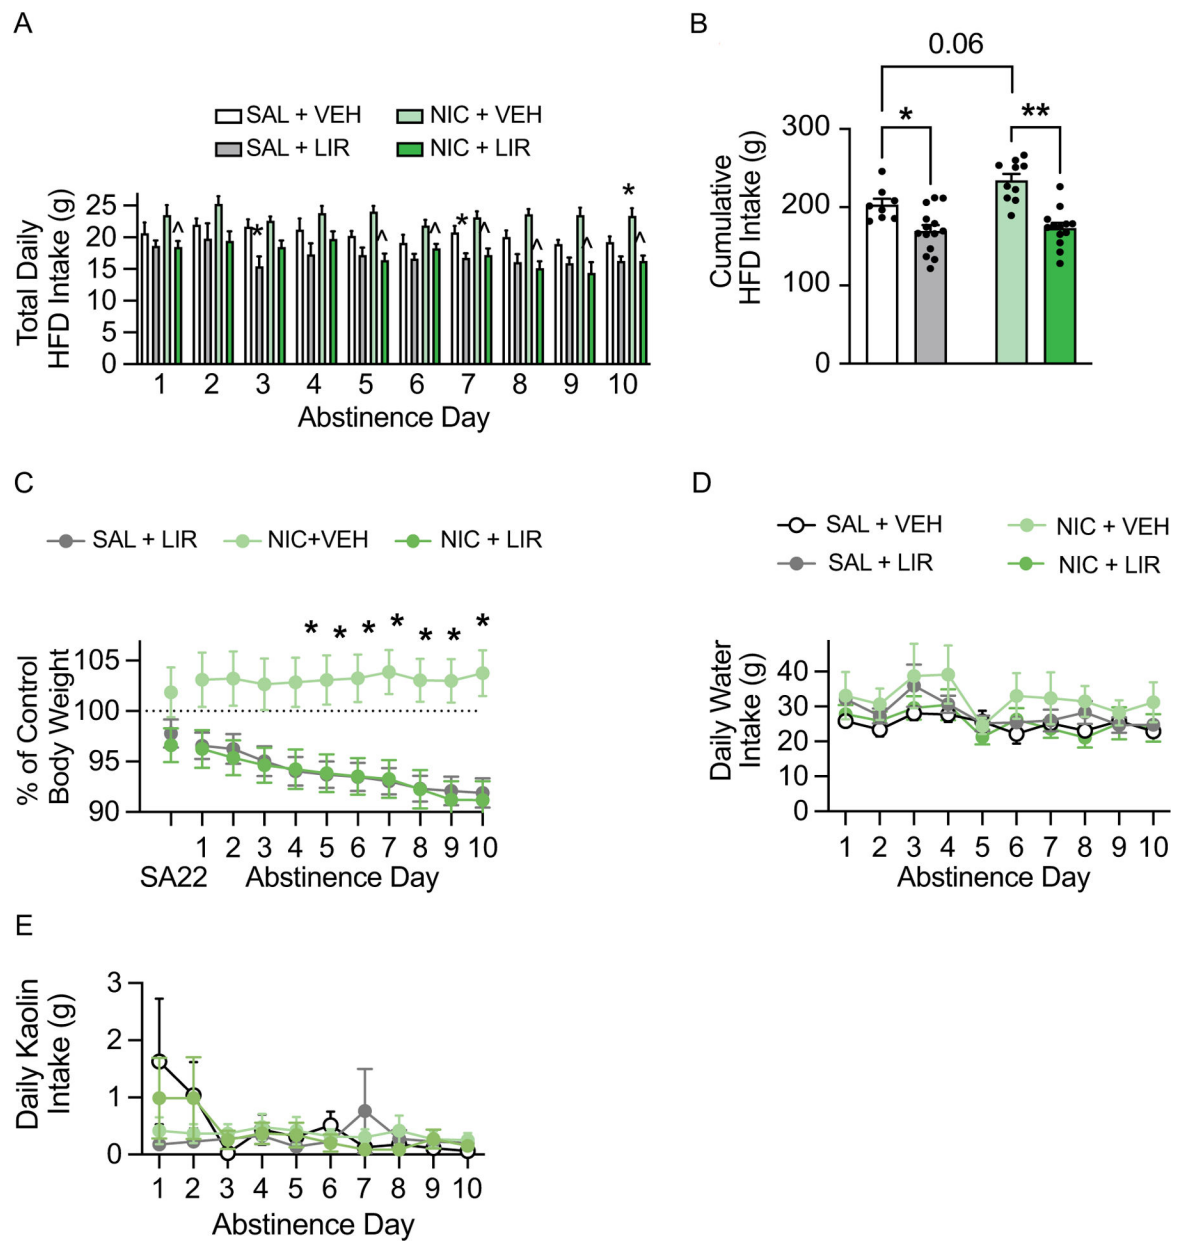 A
SAL + VEH
NIC + VEH
SAL + LIR
NIC + LIR
Total Daily
HFD Intake (g)
25
20
15
10
5
0
^
*
^
^
*
^
^
^
*
^
1 2 3 4 5 6 7 8 9 10
Abstinence Day
B
0.06
*
**
Cumulative
HFD Intake (g)
300
200
100
0
C
SAL + LIR
NIC+VEH
NIC + LIR
* * * * * * *
% of Control
Body Weight
105
100
95
90
1 2 3 4 5 6 7 8 9 10
SA22
Abstinence Day
D
SAL + VEH
NIC + VEH
SAL + LIR
NIC + LIR
Daily Water
Intake (g)
40
30
20
10
0
1 2 3 4 5 6 7 8 9 10
Abstinence Day
E
Daily Kaolin
Intake (g)
3
2
1
0
1 2 3 4 5 6 7 8 9 10
Abstinence Day